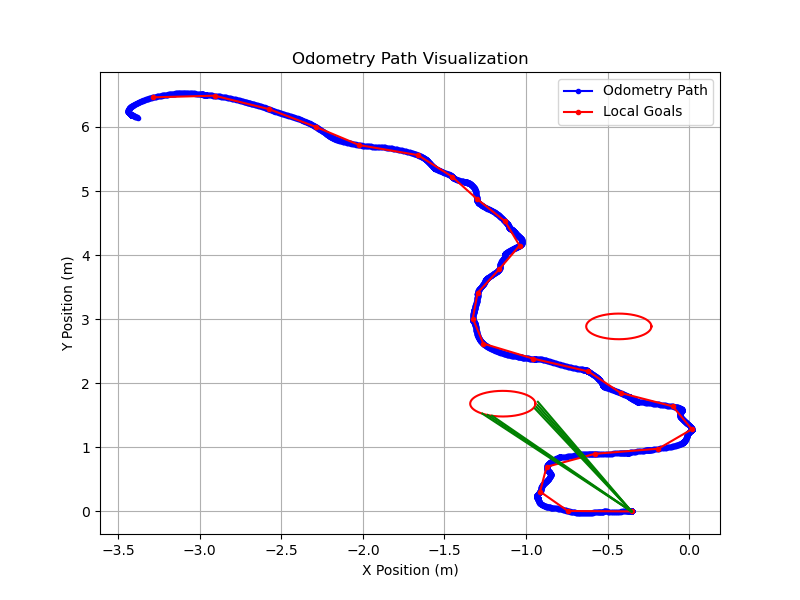 Odometry Path Visualization
Odometry Path
Local Goals
Y Position (m)
6
5
4
3
2
1
0
−3.5 −3.0 −2.5 −2.0 −1.5 −1.0 −0.5 0.0
X Position (m)